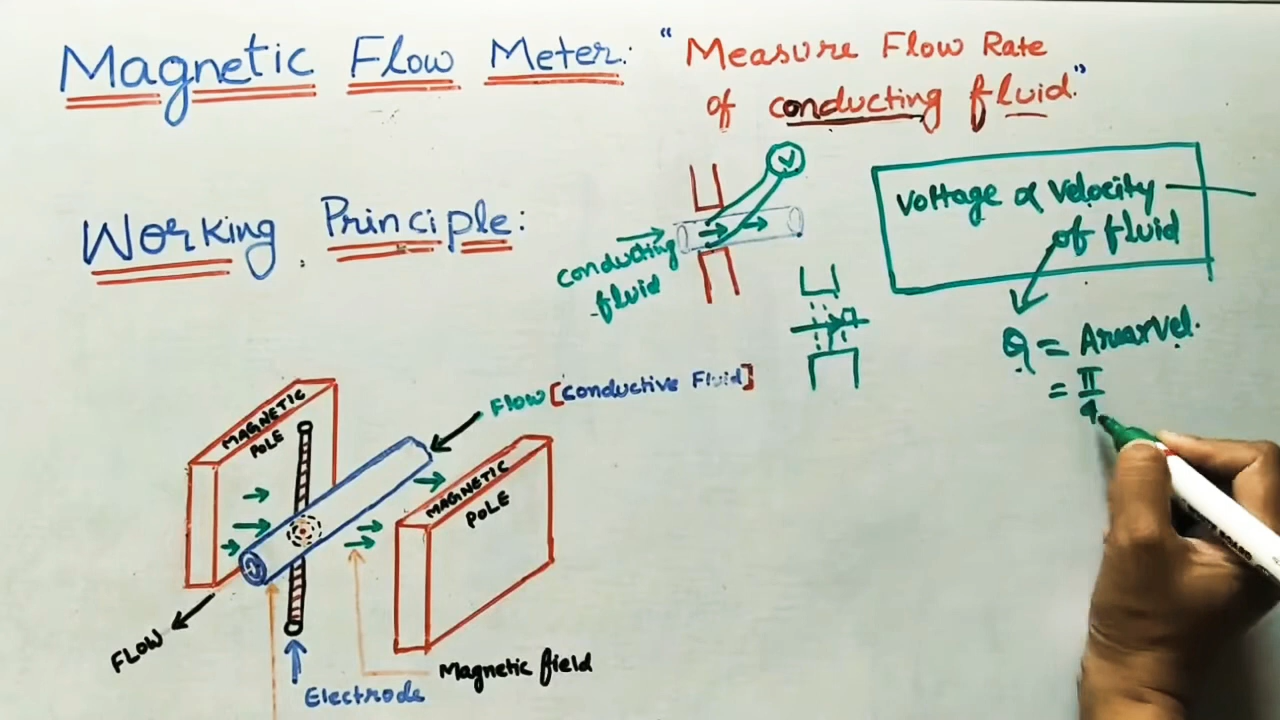 Magnetic Flow Meter: "Measure Flow Rate
of conducting fluid."
Working Principle:
V
conducting
fluid
Voltage ∝ Velocity
of fluid
Q = Area×Vel.
= π/4
FLOW [Conductive Fluid]
MAGNETIC
POLE
MAGNETIC
POLE
FLOW
Magnetic field
Electrode